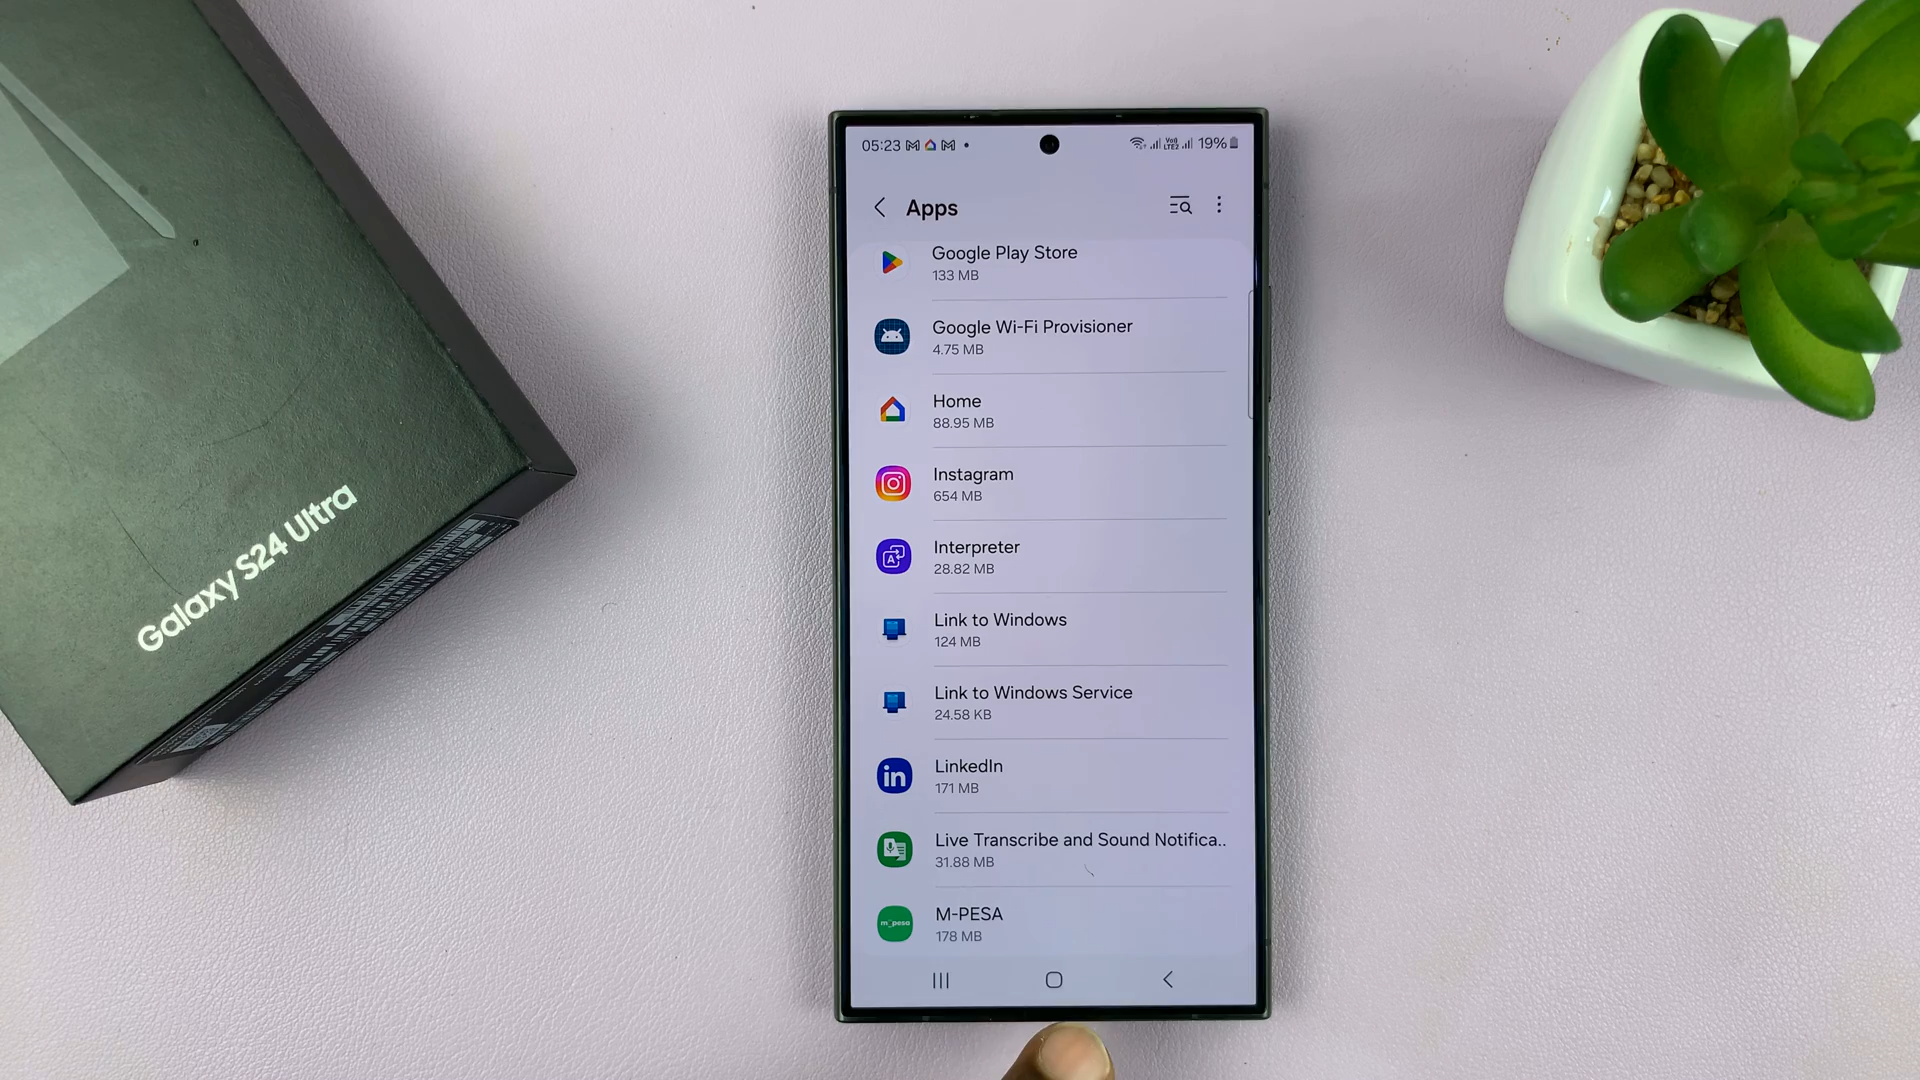 Galaxy S24 Ultra
05:23
19%
Apps
Google Play Store
133 MB
Google Wi-Fi Provisioner
4.75 MB
Home
88.95 MB
Instagram
654 MB
Interpreter
28.82 MB
Link to Windows
124 MB
Link to Windows Service
24.58 KB
LinkedIn
171 MB
Live Transcribe and Sound Notifica..
31.88 MB
M-PESA
178 MB